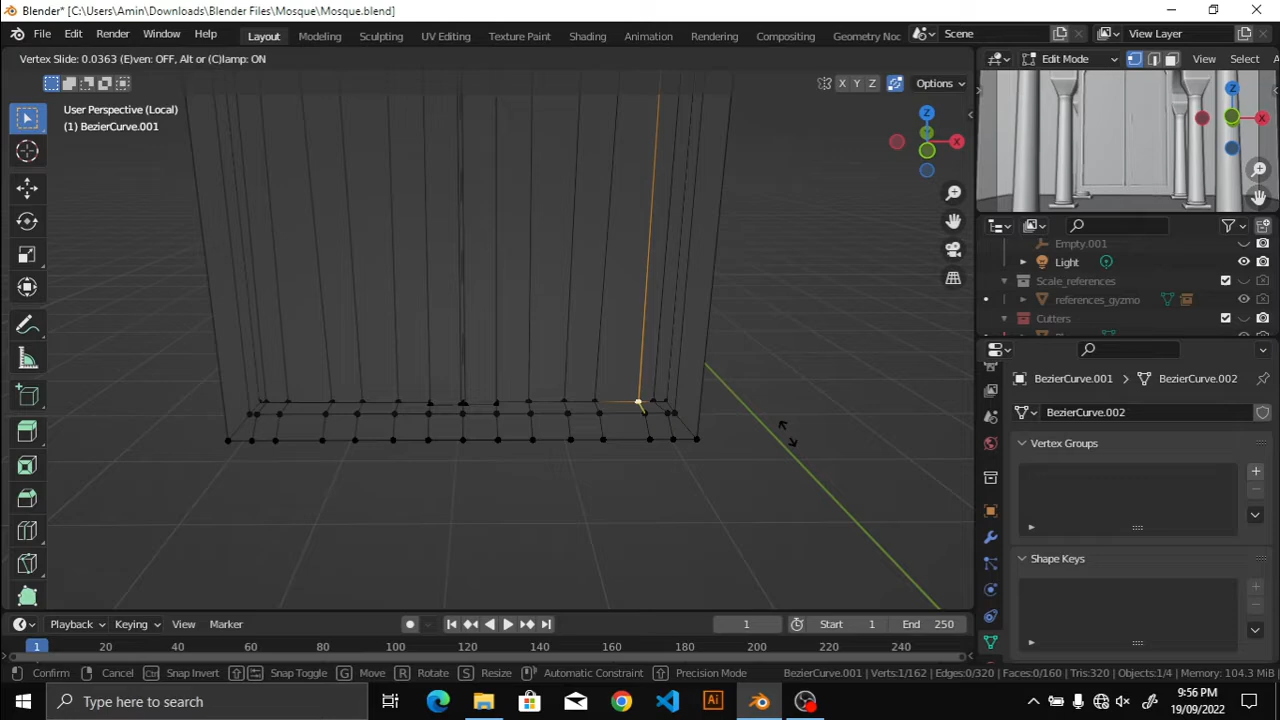 Blender* [C:\Users\Amin\Downloads\Blender Files\Mosque\Mosque.blend]
File Edit Render Window Help Layout Modeling Sculpting UV Editing Texture Paint Shading Animation Rendering Compositing Geometry Noc Scene View Layer
Vertex Slide: 0.0363 (E)ven: OFF, Alt or (C)lamp: ON
Edit Mode View Select
X Y Z Options
User Perspective (Local)
(1) BezierCurve.001
Z
X
Z
X
Empty.001
Light
Scale_references
references_gyzmo
Cutters
BezierCurve.001 BezierCurve.002
BezierCurve.002
Vertex Groups
Shape Keys
Playback Keying View Marker 1 Start 1 End 250
1 20 40 60 80 100 120 140 160 180 200 220 240
Confirm Cancel Ctrl Snap Invert Snap Toggle G Move R Rotate S Resize Automatic Constraint Precision Mode BezierCurve.001 | Verts:1/162 | Edges:0/320 | Faces:0/160 | Tris:320 | Objects:1/4 | Memory: 104.3 MiB
Type here to search
9:56 PM
19/09/2022